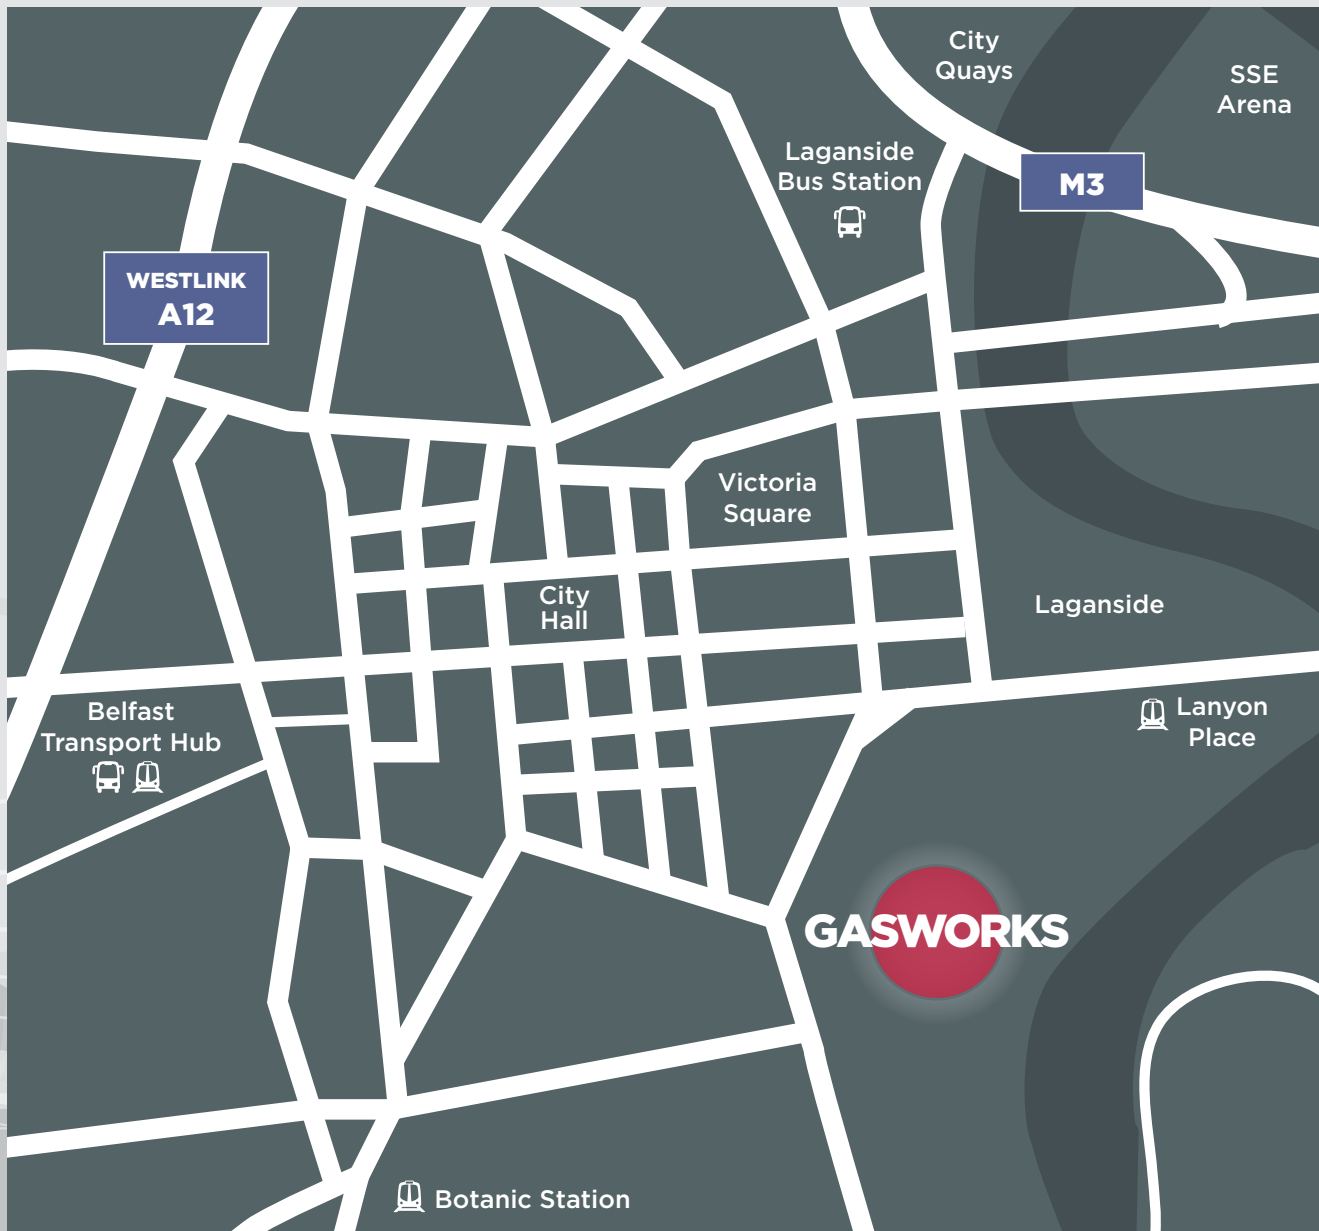 City
Quays
SSE
Arena
Laganside
Bus Station
M3
WESTLINK
A12
Victoria
Square
City
Hall
Laganside
Belfast
Transport Hub
Lanyon
Place
GASWORKS
Botanic Station